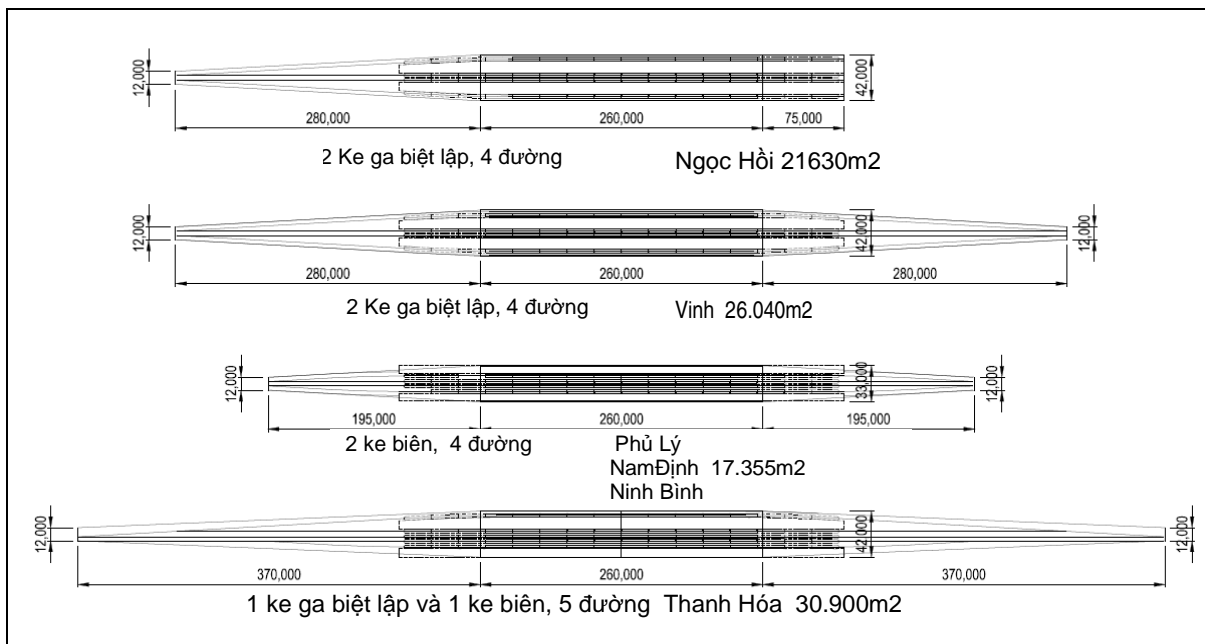 12,000
42,000
280,000 260,000 75,000
2 Ke ga biệt lập, 4 đường Ngọc Hồi 21630m2
12,000 42,000 12,000
280,000 260,000 280,000
2 Ke ga biệt lập, 4 đường Vinh 26.040m2
12,000 33,000 12,000
195,000 260,000 195,000
2 ke biên, 4 đường Phủ Lý
NamĐịnh 17.355m2
Ninh Bình
12,000 42,000 12,000
370,000 260,000 370,000
1 ke ga biệt lập và 1 ke biên, 5 đường Thanh Hóa 30.900m2